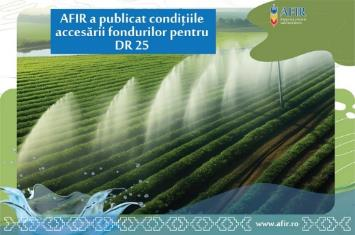 AFIR a publicat condițiile
accesării fondurilor pentru
DR 25
AFIR
www.afir.ro